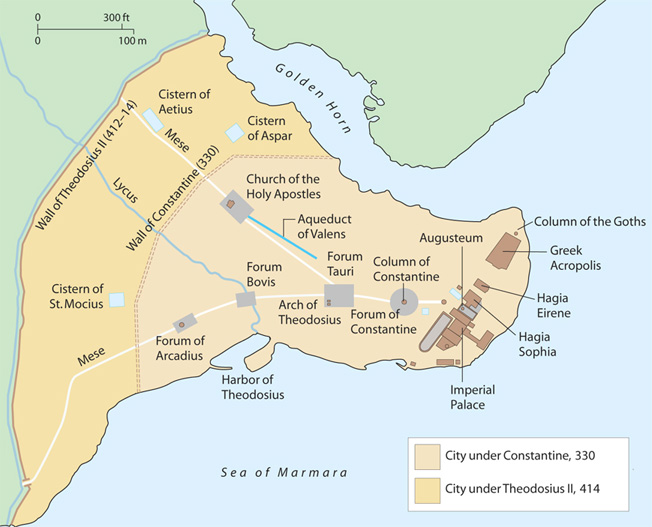 0 300 ft
0 100 m
Golden Horn
Cistern of
Aetius
Mese
Cistern
of Aspar
Wall of Theodosius II (412–14)
Wall of Constantine (330)
Lycus
Church of the
Holy Apostles
Aqueduct
of Valens
Column of the Goths
Augusteum
Greek
Acropolis
Forum
Tauri
Column of
Constantine
Forum
Bovis
Cistern
of
St. Mocius
Arch of
Theodosius
Forum of
Constantine
Hagia
Eirene
Hagia
Sophia
Forum of
Arcadius
Mese
Harbor of
Theodosius
Imperial
Palace
Sea of Marmara
City under Constantine, 330
City under Theodosius II, 414